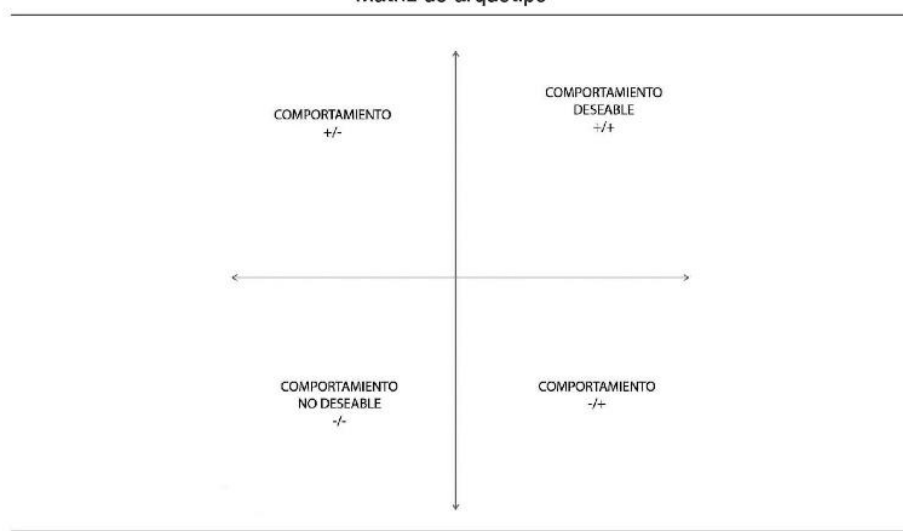 Matriz de arquetipo
COMPORTAMIENTO
+/-
COMPORTAMIENTO
DESEABLE
+/+
COMPORTAMIENTO
NO DESEABLE
-/-
COMPORTAMIENTO
-/+